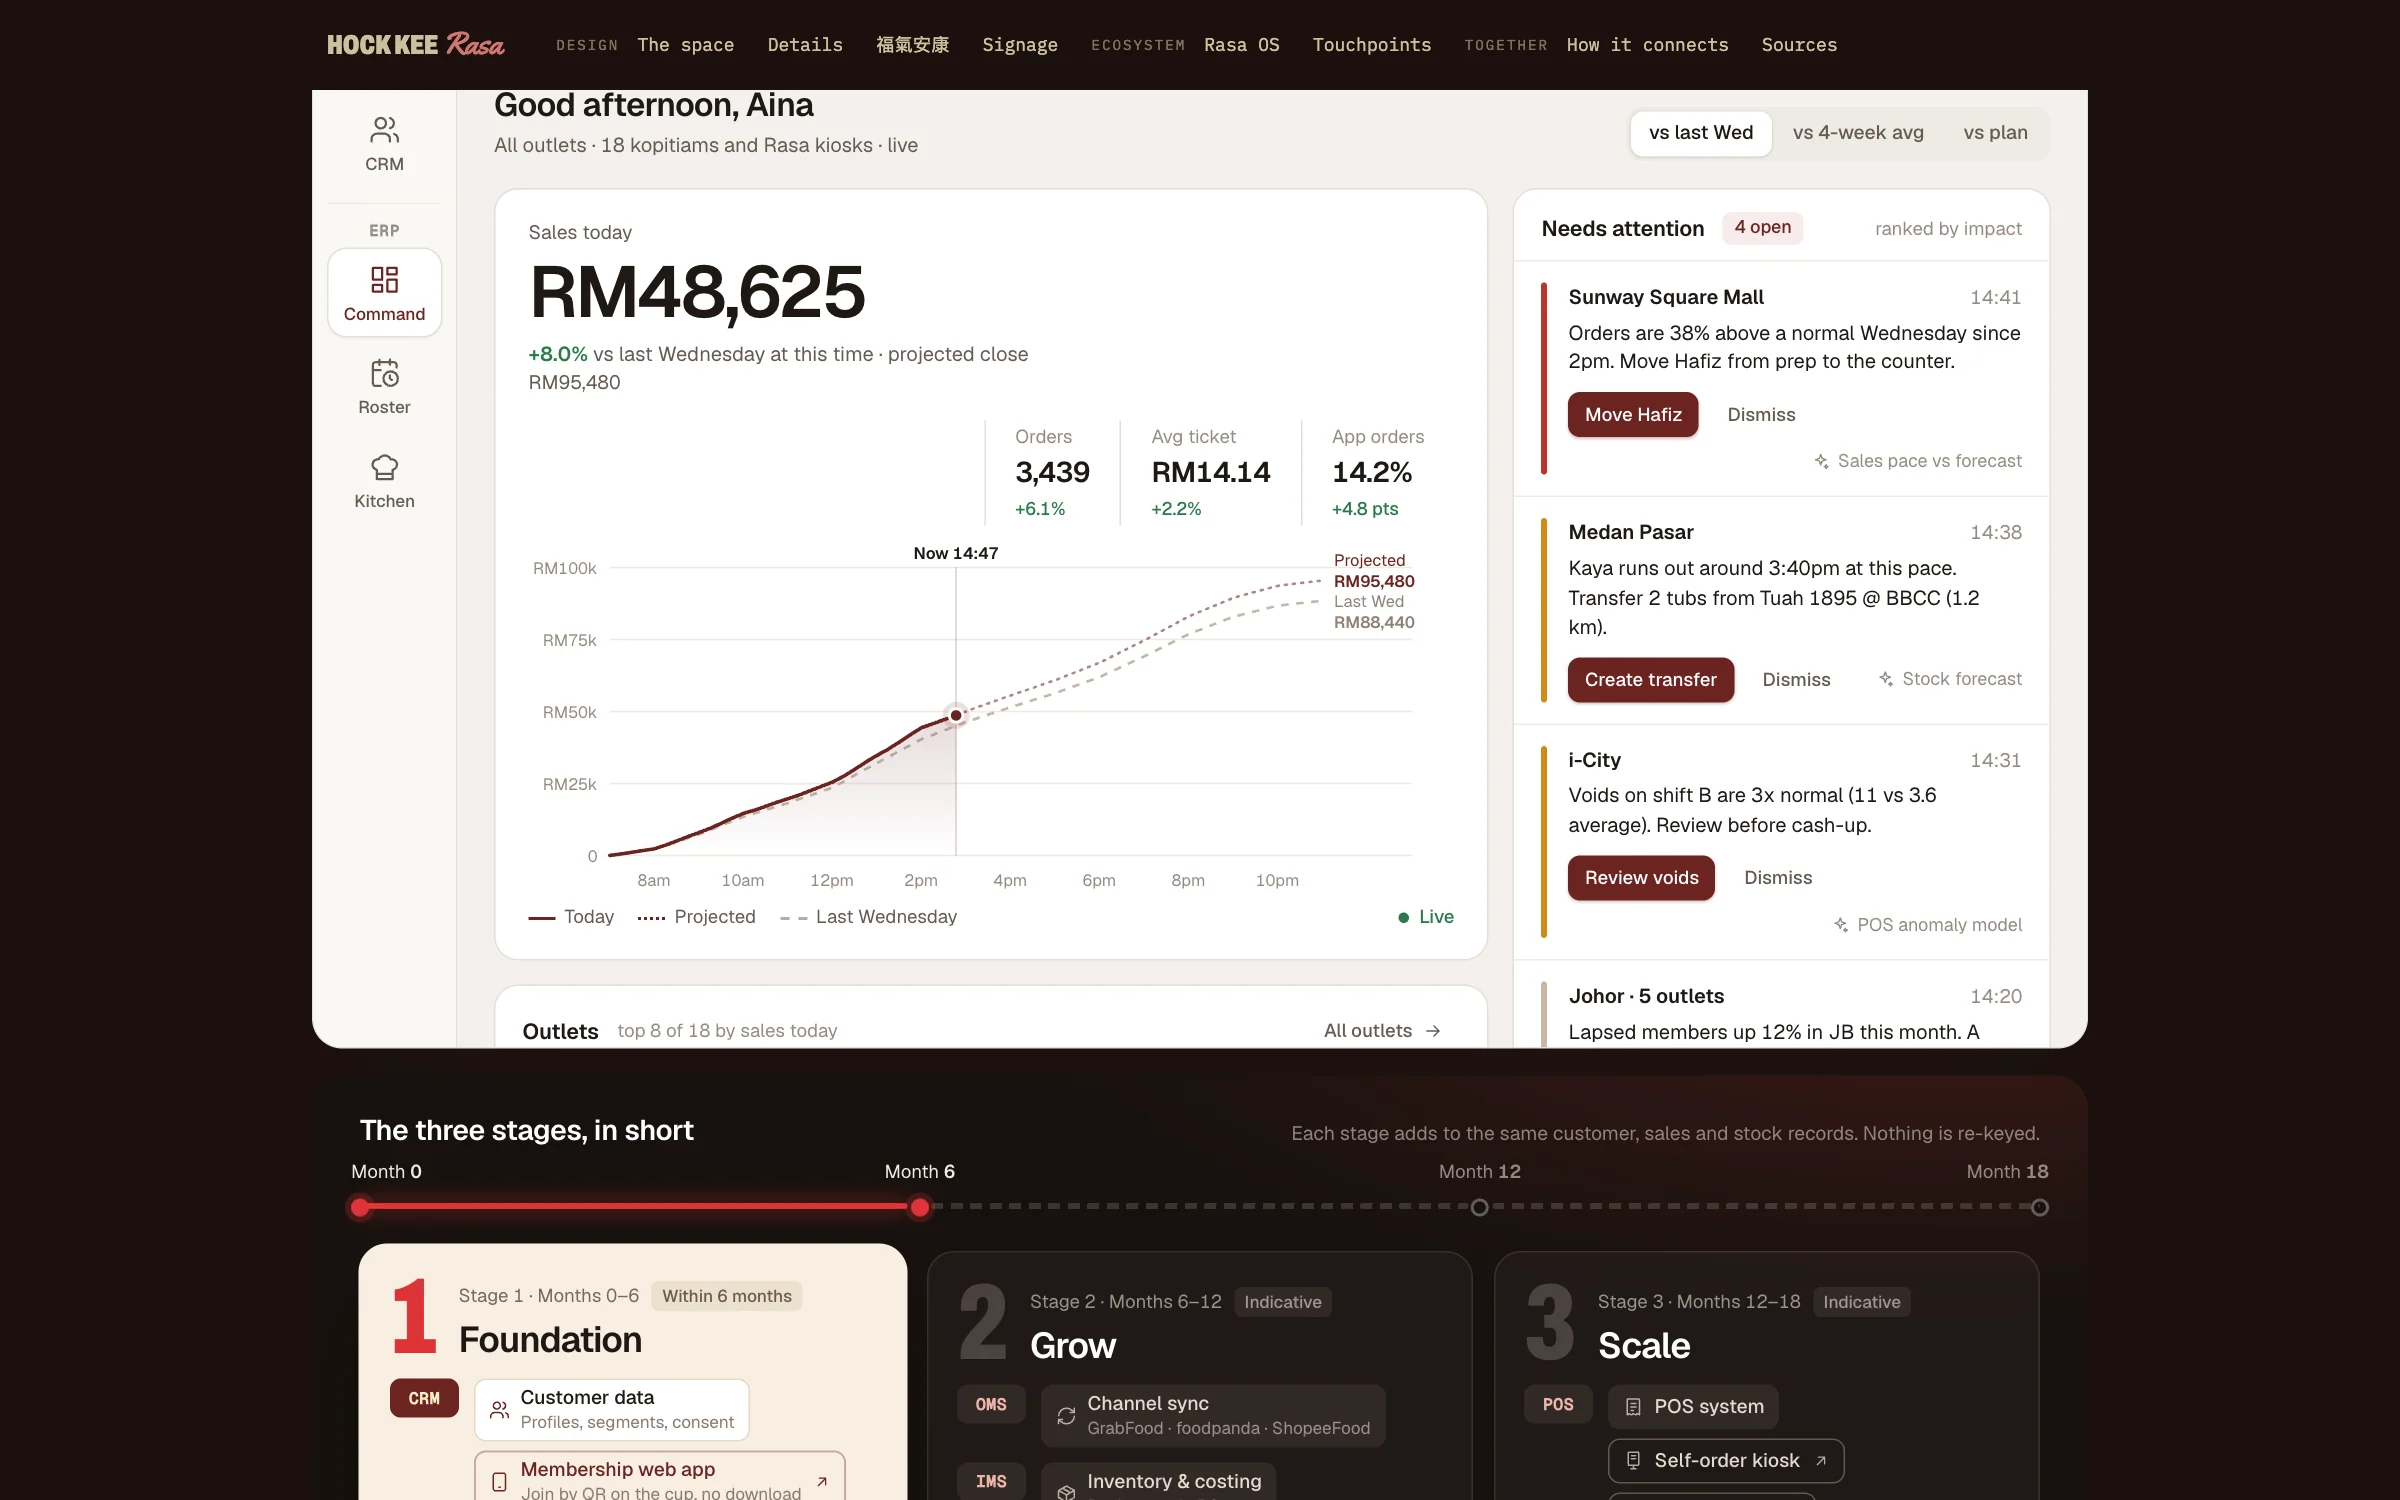 HOCK KEE Rasa
DESIGN The space Details 福氣安康 Signage ECOSYSTEM Rasa OS Touchpoints TOGETHER How it connects Sources
CRM
ERP
Command
Roster
Kitchen
Good afternoon, Aina
All outlets · 18 kopitiams and Rasa kiosks · live
vs last Wed vs 4-week avg vs plan
Sales today
RM48,625
+8.0% vs last Wednesday at this time · projected close
RM95,480
Orders
3,439
+6.1%
Avg ticket
RM14.14
+2.2%
App orders
14.2%
+4.8 pts
Now 14:47
Projected
RM95,480
Last Wed
RM88,440
RM100k
RM75k
RM50k
RM25k
0
8am 10am 12pm 2pm 4pm 6pm 8pm 10pm
Today Projected Last Wednesday
Live
Outlets top 8 of 18 by sales today
All outlets →
Needs attention 4 open ranked by impact
Sunway Square Mall 14:41
Orders are 38% above a normal Wednesday since
2pm. Move Hafiz from prep to the counter.
Move Hafiz Dismiss
Sales pace vs forecast
Medan Pasar 14:38
Kaya runs out around 3:40pm at this pace.
Transfer 2 tubs from Tuah 1895 @ BBCC (1.2
km).
Create transfer Dismiss Stock forecast
i-City 14:31
Voids on shift B are 3x normal (11 vs 3.6
average). Review before cash-up.
Review voids Dismiss
POS anomaly model
Johor · 5 outlets 14:20
Lapsed members up 12% in JB this month. A
The three stages, in short
Each stage adds to the same customer, sales and stock records. Nothing is re-keyed.
Month 0 Month 6 Month 12 Month 18
1
Stage 1 · Months 0–6 Within 6 months
Foundation
CRM
Customer data
Profiles, segments, consent
Membership web app ↗
Join by QR on the cup, no download
2
Stage 2 · Months 6–12 Indicative
Grow
OMS
Channel sync
GrabFood · foodpanda · ShopeeFood
IMS
Inventory & costing
3
Stage 3 · Months 12–18 Indicative
Scale
POS
POS system
Self-order kiosk ↗